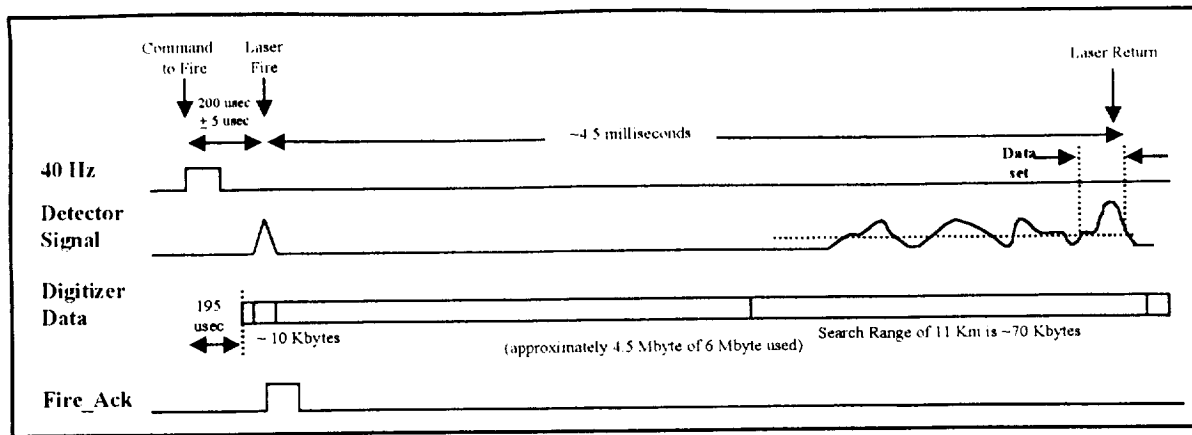 Command to Fire
Laser Fire
Laser Return
200 usec
± 5 usec
~4.5 milliseconds
Data set
40 Hz
Detector Signal
Digitizer Data
195 usec
~ 10 Kbytes
(approximately 4.5 Mbyte of 6 Mbyte used)
Search Range of 11 Km is ~70 Kbytes
Fire_Ack